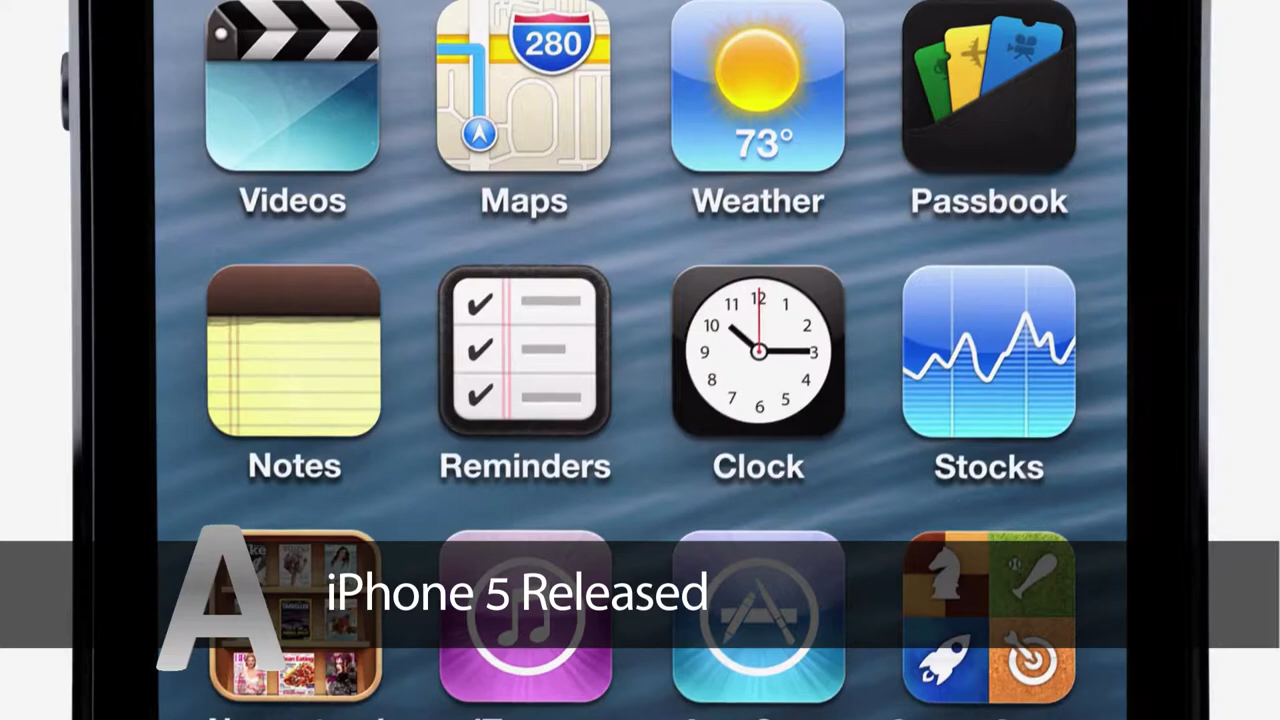 280
73°
Videos
Maps
Weather
Passbook
11 12 1
10 2
9 3
8 4
7 6 5
Notes
Reminders
Clock
Stocks
A
iPhone 5 Released